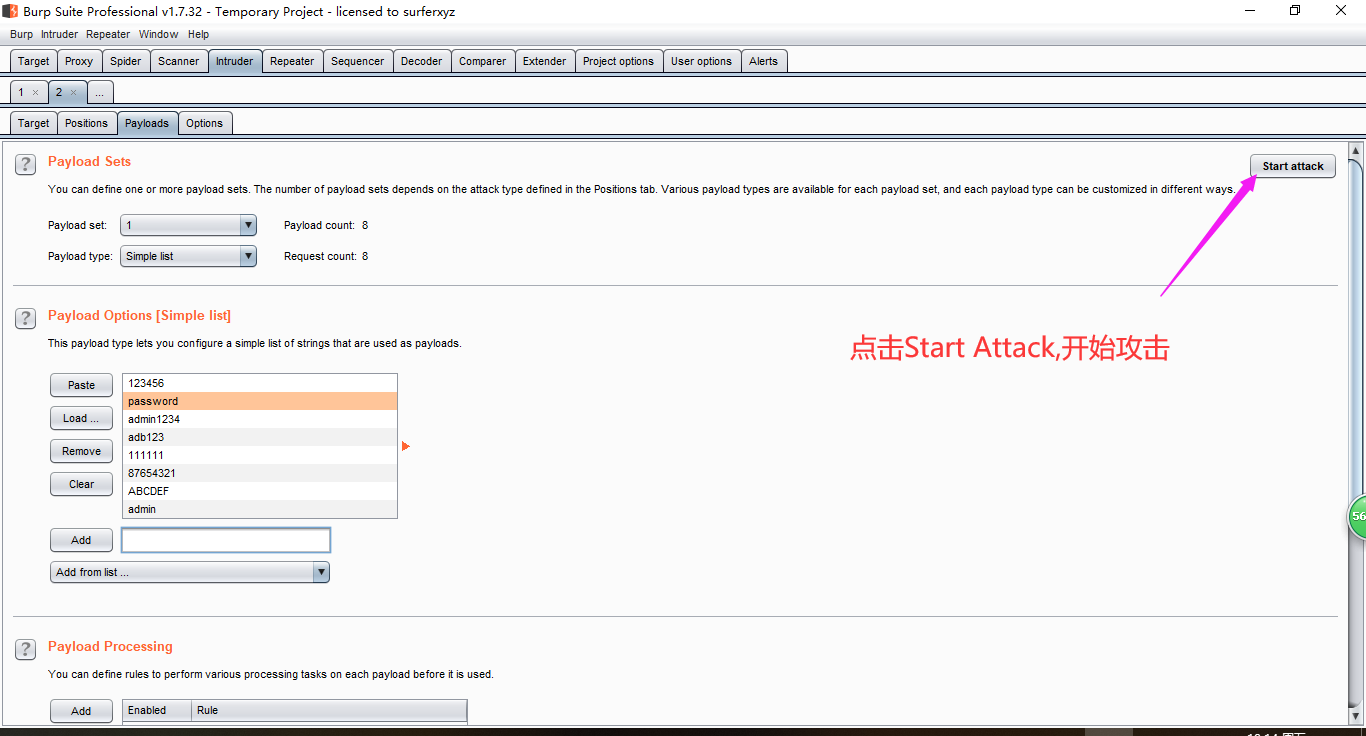 Burp Suite Professional v1.7.32 - Temporary Project - licensed to surferxyz
Burp Intruder Repeater Window Help
Target Proxy Spider Scanner Intruder Repeater Sequencer Decoder Comparer Extender Project options User options Alerts
1 × 2 × ...
Target Positions Payloads Options
? Payload Sets
Start attack
You can define one or more payload sets. The number of payload sets depends on the attack type defined in the Positions tab. Various payload types are available for each payload set, and each payload type can be customized in different ways.
Payload set: 1 Payload count: 8
Payload type: Simple list Request count: 8
? Payload Options [Simple list]
This payload type lets you configure a simple list of strings that are used as payloads.
点击Start Attack,开始攻击
Paste
Load ...
Remove
Clear
123456
password
admin1234
adb123
111111
87654321
ABCDEF
admin
Add
Add from list ...
56
? Payload Processing
You can define rules to perform various processing tasks on each payload before it is used.
Add Enabled Rule